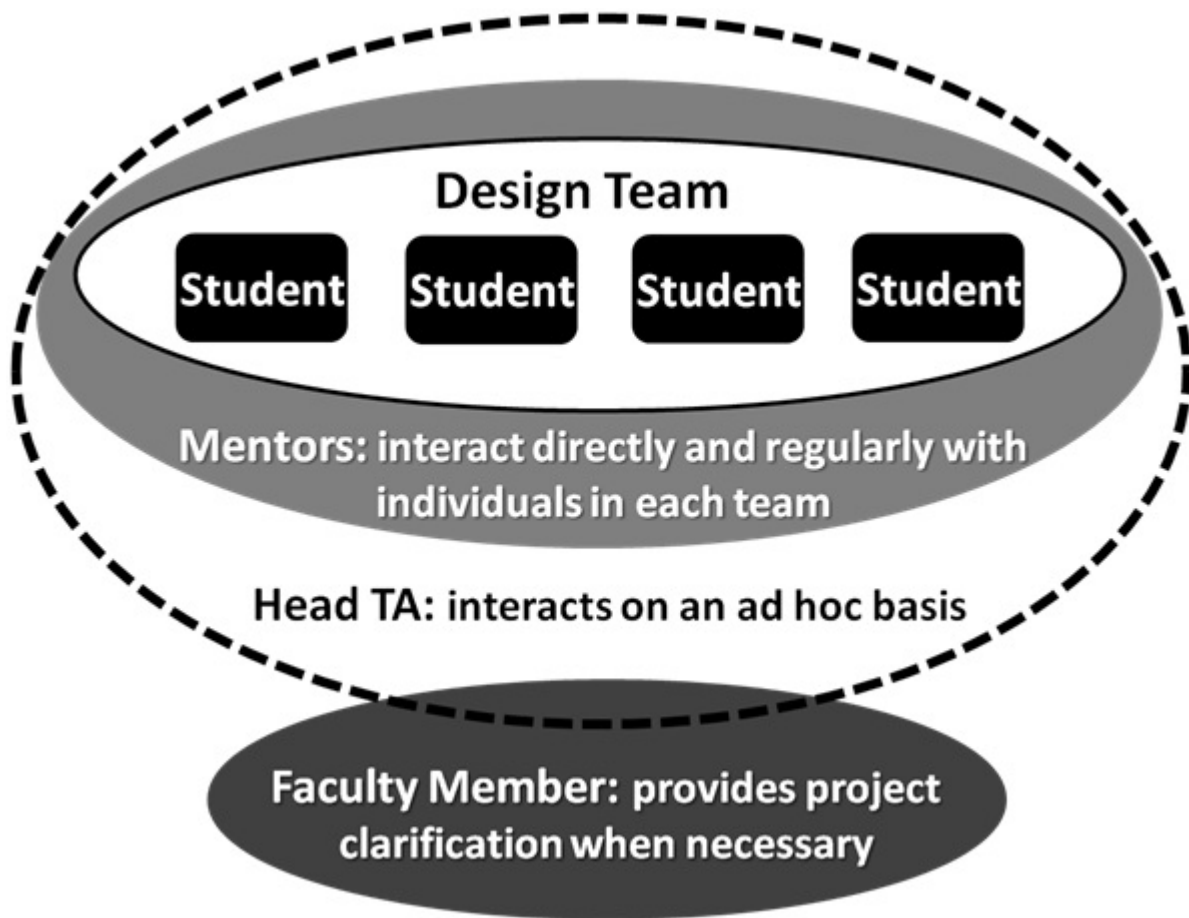 Design Team
Student Student Student Student
Mentors: interact directly and regularly with
individuals in each team
Head TA: interacts on an ad hoc basis
Faculty Member: provides project
clarification when necessary